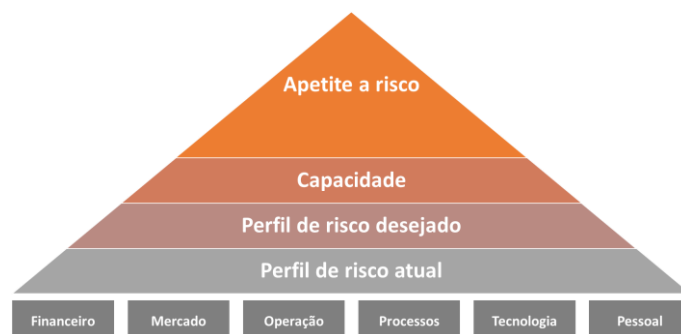 Apetite a risco
Capacidade
Perfil de risco desejado
Perfil de risco atual
Financeiro
Mercado
Operação
Processos
Tecnologia
Pessoal